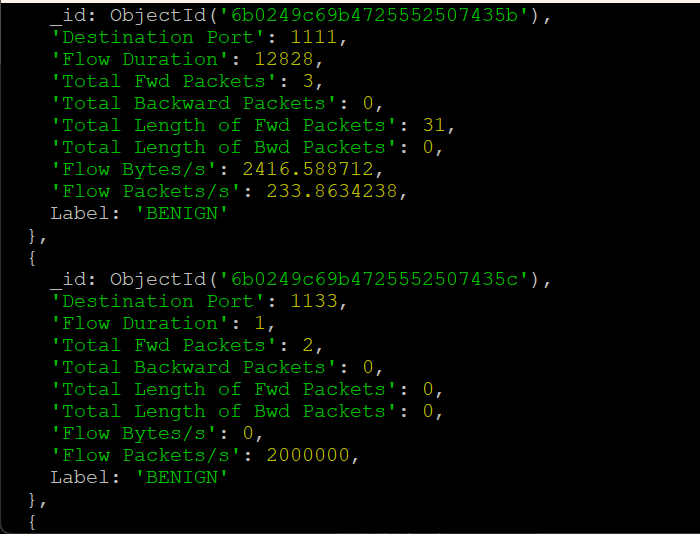 _id: ObjectId('6b0249c69b4725552507435b'),
'Destination Port': 1111,
'Flow Duration': 12828,
'Total Fwd Packets': 3,
'Total Backward Packets': 0,
'Total Length of Fwd Packets': 31,
'Total Length of Bwd Packets': 0,
'Flow Bytes/s': 2416.588712,
'Flow Packets/s': 233.8634238,
Label: 'BENIGN'
},
{
_id: ObjectId('6b0249c69b4725552507435c'),
'Destination Port': 1133,
'Flow Duration': 1,
'Total Fwd Packets': 2,
'Total Backward Packets': 0,
'Total Length of Fwd Packets': 0,
'Total Length of Bwd Packets': 0,
'Flow Bytes/s': 0,
'Flow Packets/s': 2000000,
Label: 'BENIGN'
},
{